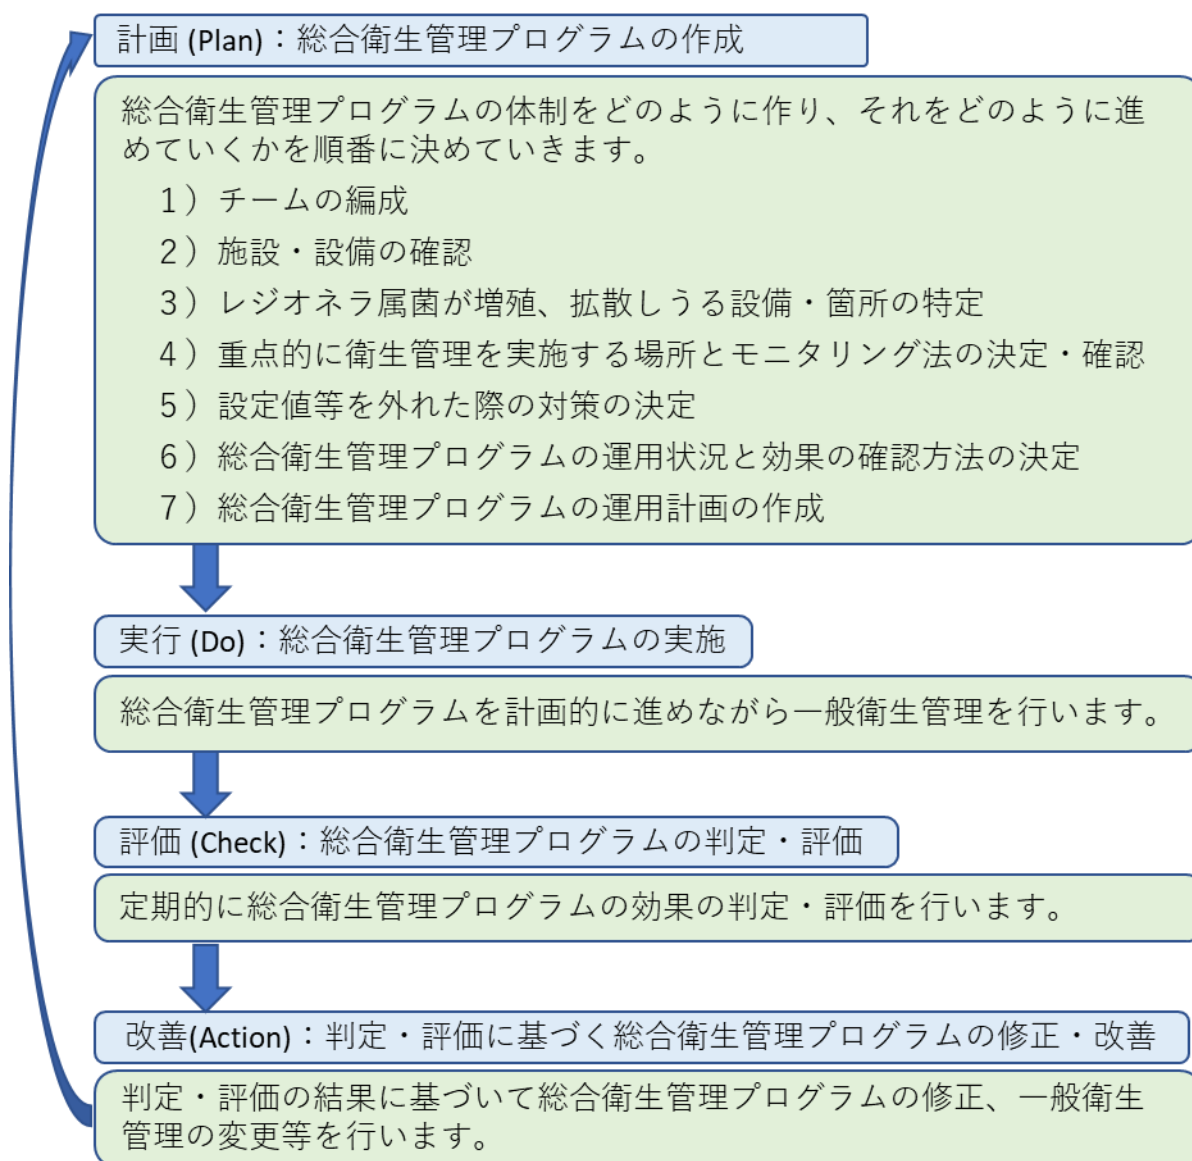 計画 (Plan)：総合衛生管理プログラムの作成
総合衛生管理プログラムの体制をどのように作り、それをどのように進
めていくかを順番に決めていきます。
１）チームの編成
２）施設・設備の確認
３）レジオネラ属菌が増殖、拡散しうる設備・箇所の特定
４）重点的に衛生管理を実施する場所とモニタリング法の決定・確認
５）設定値等を外れた際の対策の決定
６）総合衛生管理プログラムの運用状況と効果の確認方法の決定
７）総合衛生管理プログラムの運用計画の作成
実行 (Do)：総合衛生管理プログラムの実施
総合衛生管理プログラムを計画的に進めながら一般衛生管理を行います。
評価 (Check)：総合衛生管理プログラムの判定・評価
定期的に総合衛生管理プログラムの効果の判定・評価を行います。
改善(Action)：判定・評価に基づく総合衛生管理プログラムの修正・改善
判定・評価の結果に基づいて総合衛生管理プログラムの修正、一般衛生
管理の変更等を行います。